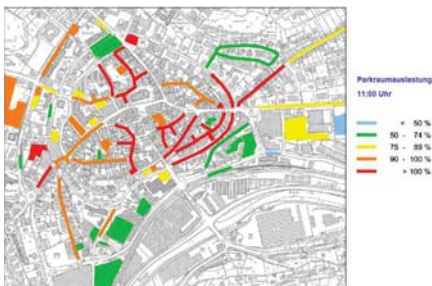 Parkraumauslastung
11:00 Uhr
< 50 %
50 - 74 %
75 - 89 %
90 - 100 %
> 100 %